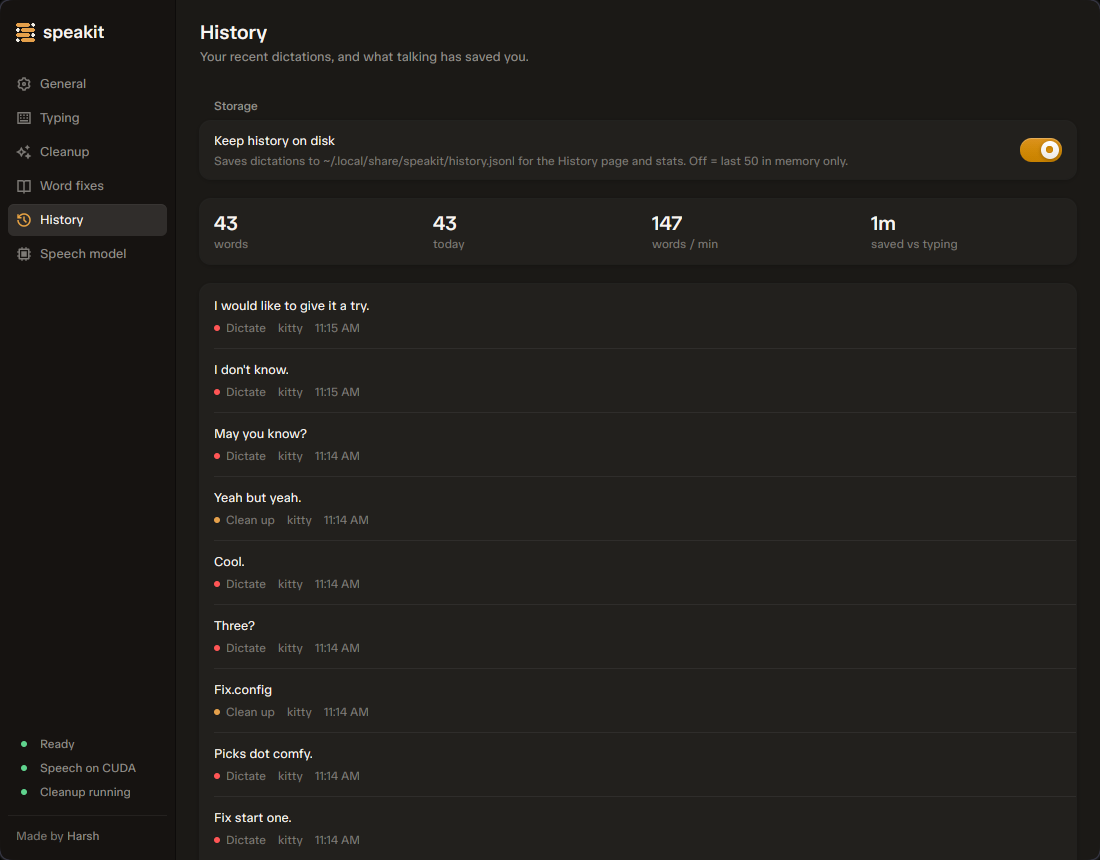 speakit
General
Typing
Cleanup
Word fixes
History
Speech model
Ready
Speech on CUDA
Cleanup running
Made by Harsh
History
Your recent dictations, and what talking has saved you.
Storage
Keep history on disk
Saves dictations to ~/.local/share/speakit/history.jsonl for the History page and stats. Off = last 50 in memory only.
43 43 147 1m
words today words / min saved vs typing
I would like to give it a try.
Dictate kitty 11:15 AM
I don't know.
Dictate kitty 11:15 AM
May you know?
Dictate kitty 11:14 AM
Yeah but yeah.
Clean up kitty 11:14 AM
Cool.
Dictate kitty 11:14 AM
Three?
Dictate kitty 11:14 AM
Fix.config
Clean up kitty 11:14 AM
Picks dot comfy.
Dictate kitty 11:14 AM
Fix start one.
Dictate kitty 11:14 AM